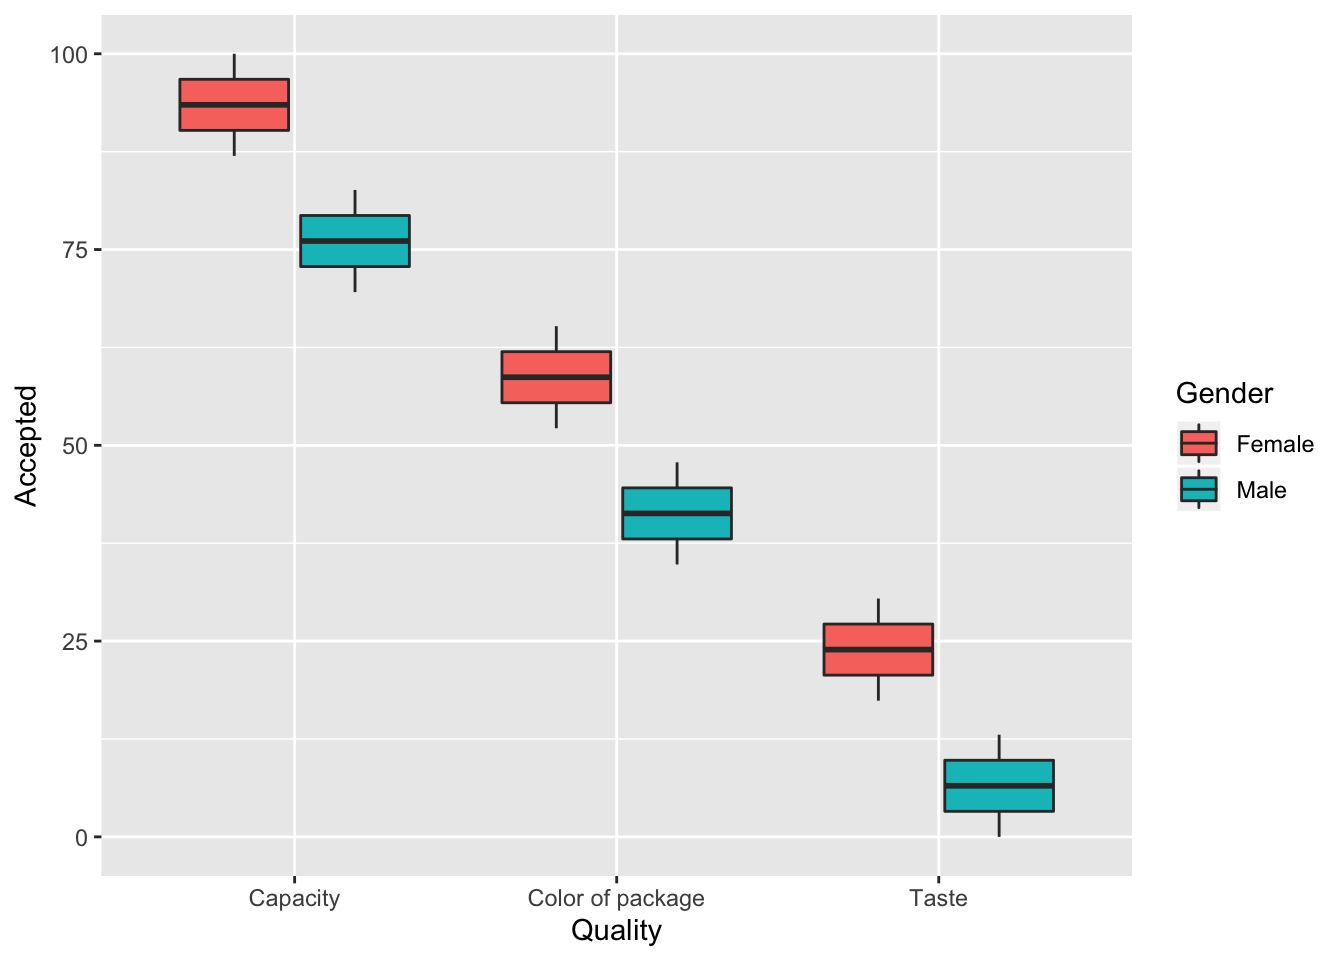 100
75
50
25
0
Accepted
Capacity
Color of package
Taste
Quality
Gender
Female
Male